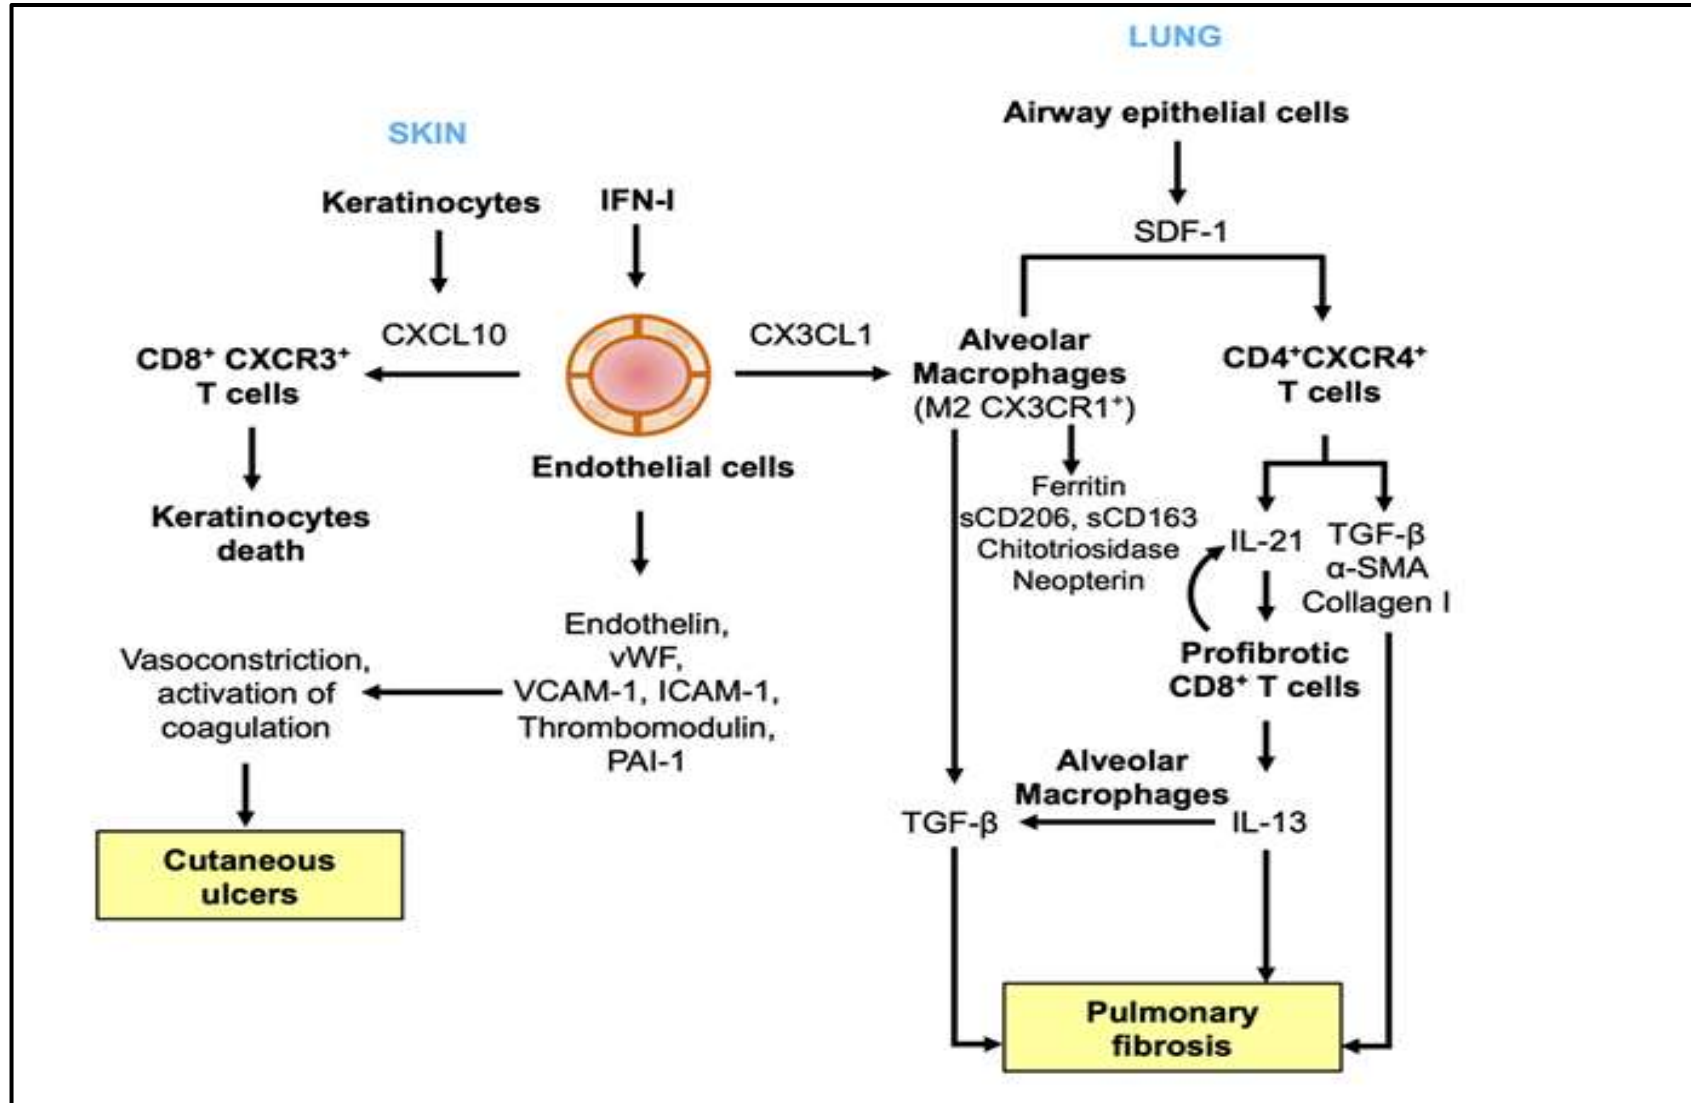 LUNG
Airway epithelial cells
SDF-1
SKIN
Keratinocytes
IFN-I
CXCL10
CX3CL1
CD8⁺ CXCR3⁺
T cells
Keratinocytes
death
Endothelial cells
Endothelin,
vWF,
VCAM-1, ICAM-1,
Thrombomodulin,
PAI-1
Vasoconstriction,
activation of
coagulation
Cutaneous
ulcers
Alveolar
Macrophages
(M2 CX3CR1⁺)
Ferritin
sCD206, sCD163
Chitotriosidase
Neopterin
CD4⁺CXCR4⁺
T cells
IL-21
TGF-β
α-SMA
Collagen I
Profibrotic
CD8⁺ T cells
Alveolar
Macrophages
TGF-β
IL-13
Pulmonary
fibrosis